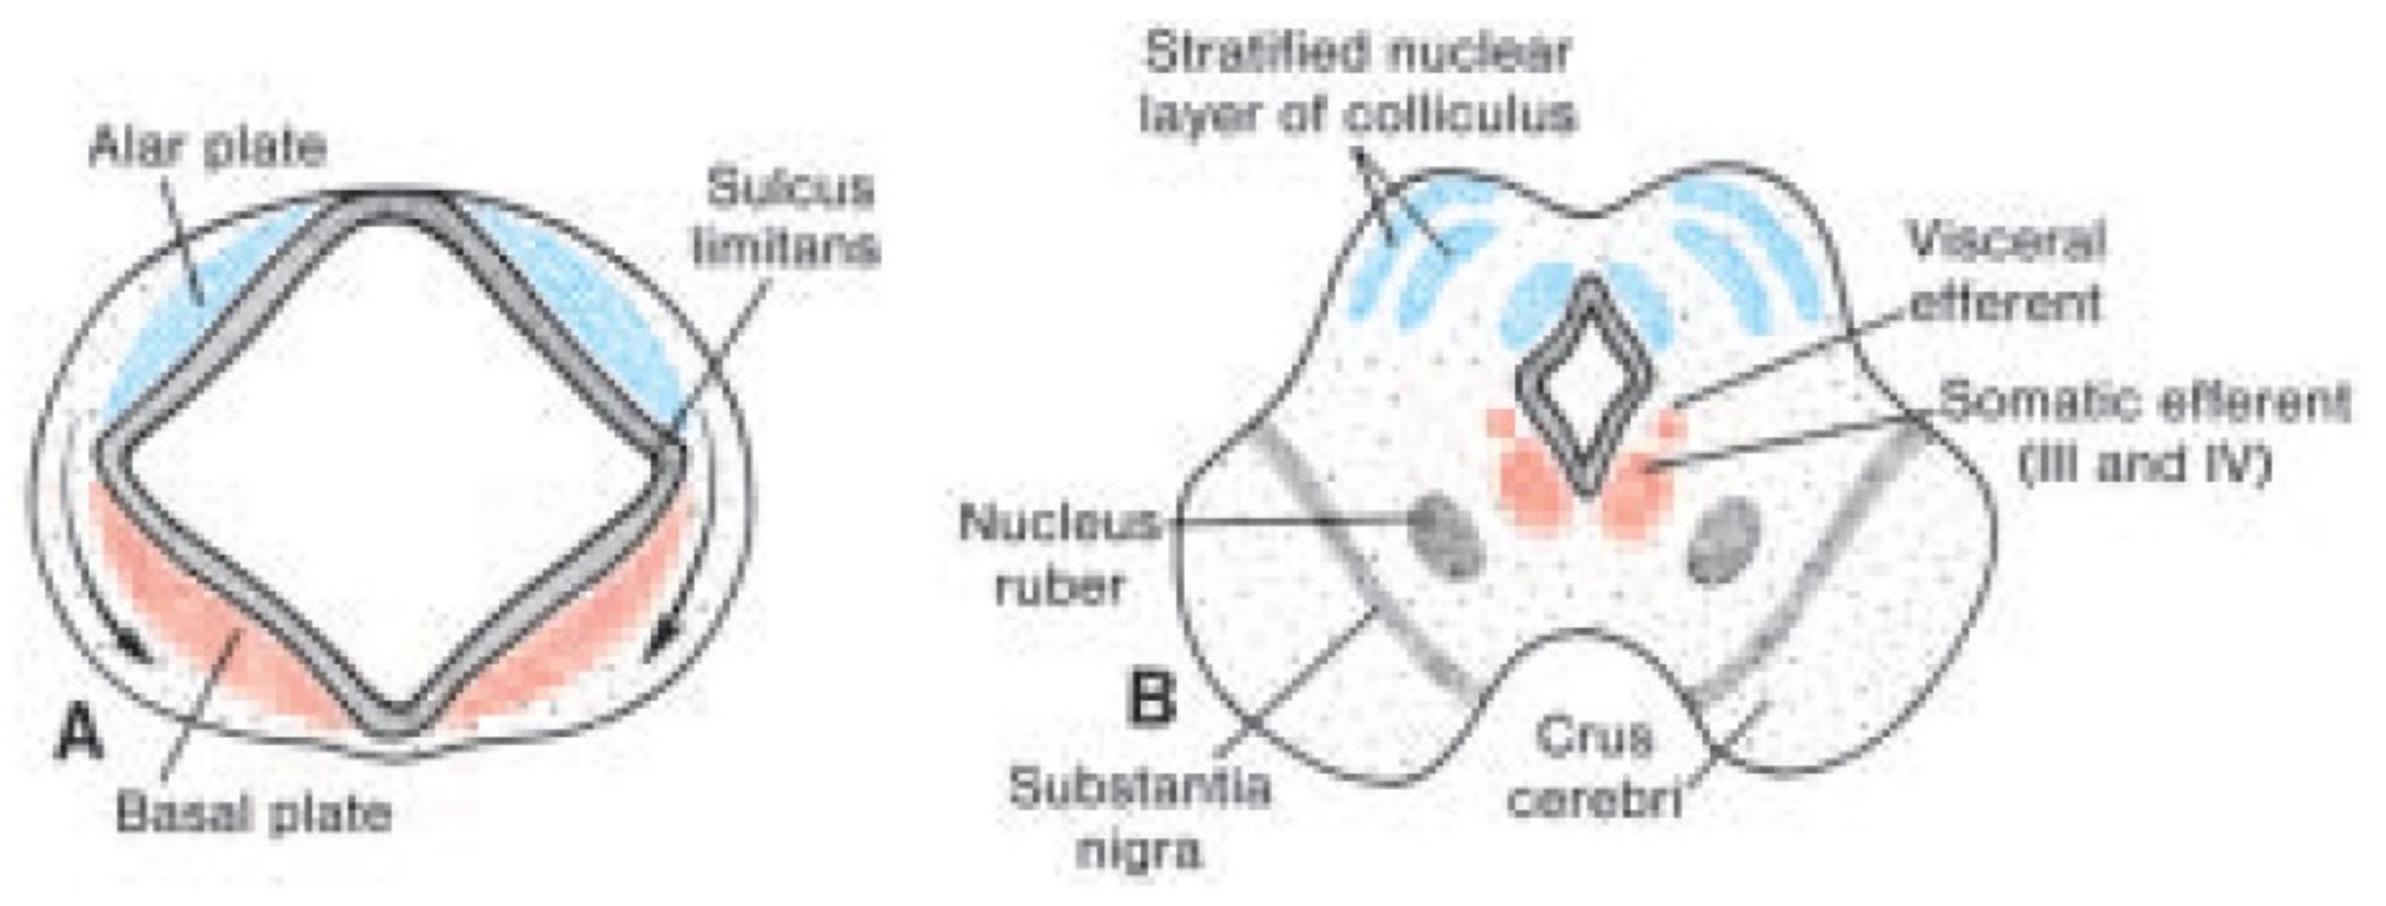 Alar plate
Sulcus
limitans
A
Basal plate
Stratified nuclear
layer of colliculus
Visceral
efferent
Somatic efferent
(III and IV)
Nucleus
ruber
B
Substantia
nigra
Crus
cerebri